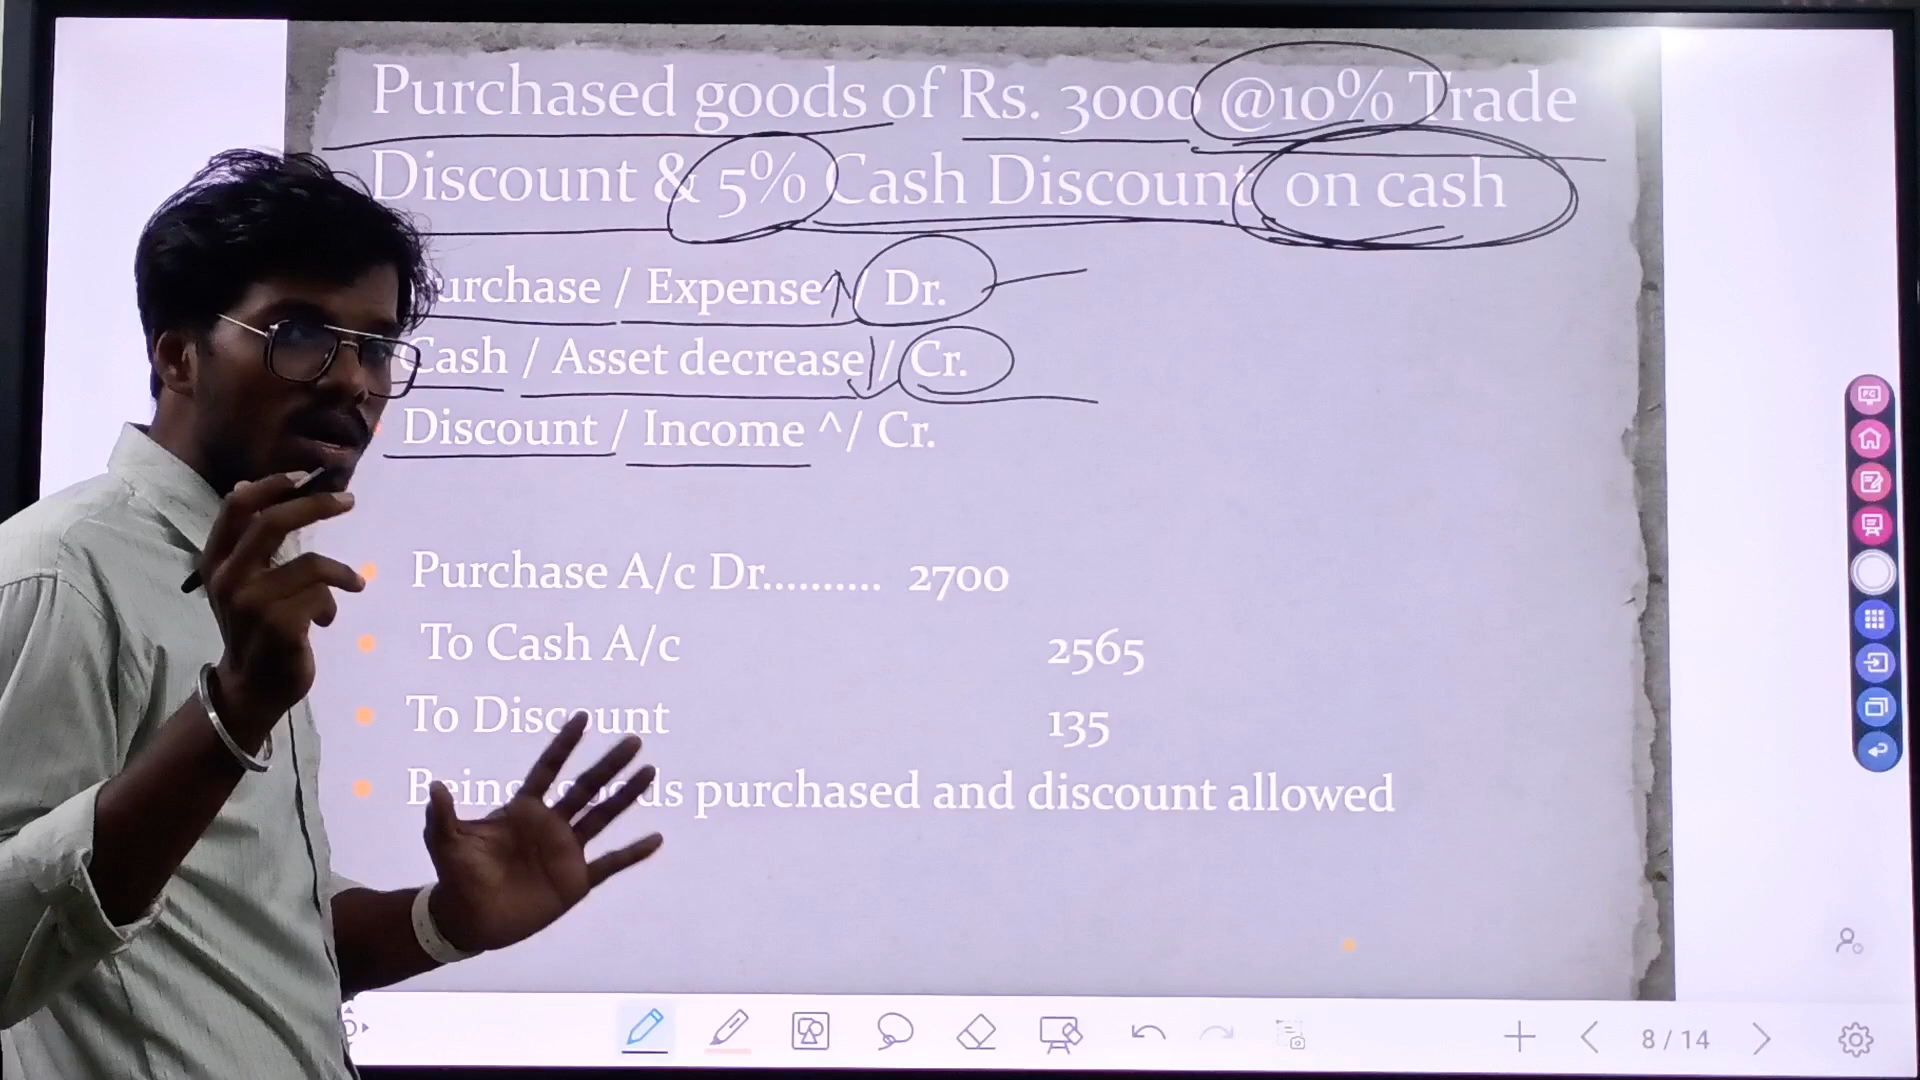 Purchased goods of Rs. 3000 @10% Trade
Discount & 5% Cash Discount on cash
urchase / Expense ↑ / Dr.
Cash / Asset decrease ↓ / Cr.
Discount / Income ^/ Cr.
Purchase A/c Dr.......... 2700
To Cash A/c 2565
To Discount 135
Being goods purchased and discount allowed
8 / 14